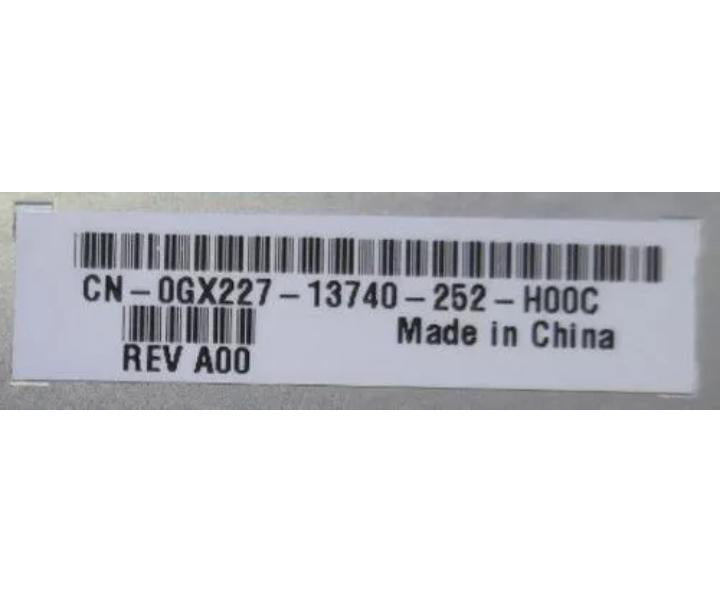 CN-0GX227-13740-252-H00C
Made in China
REV A00